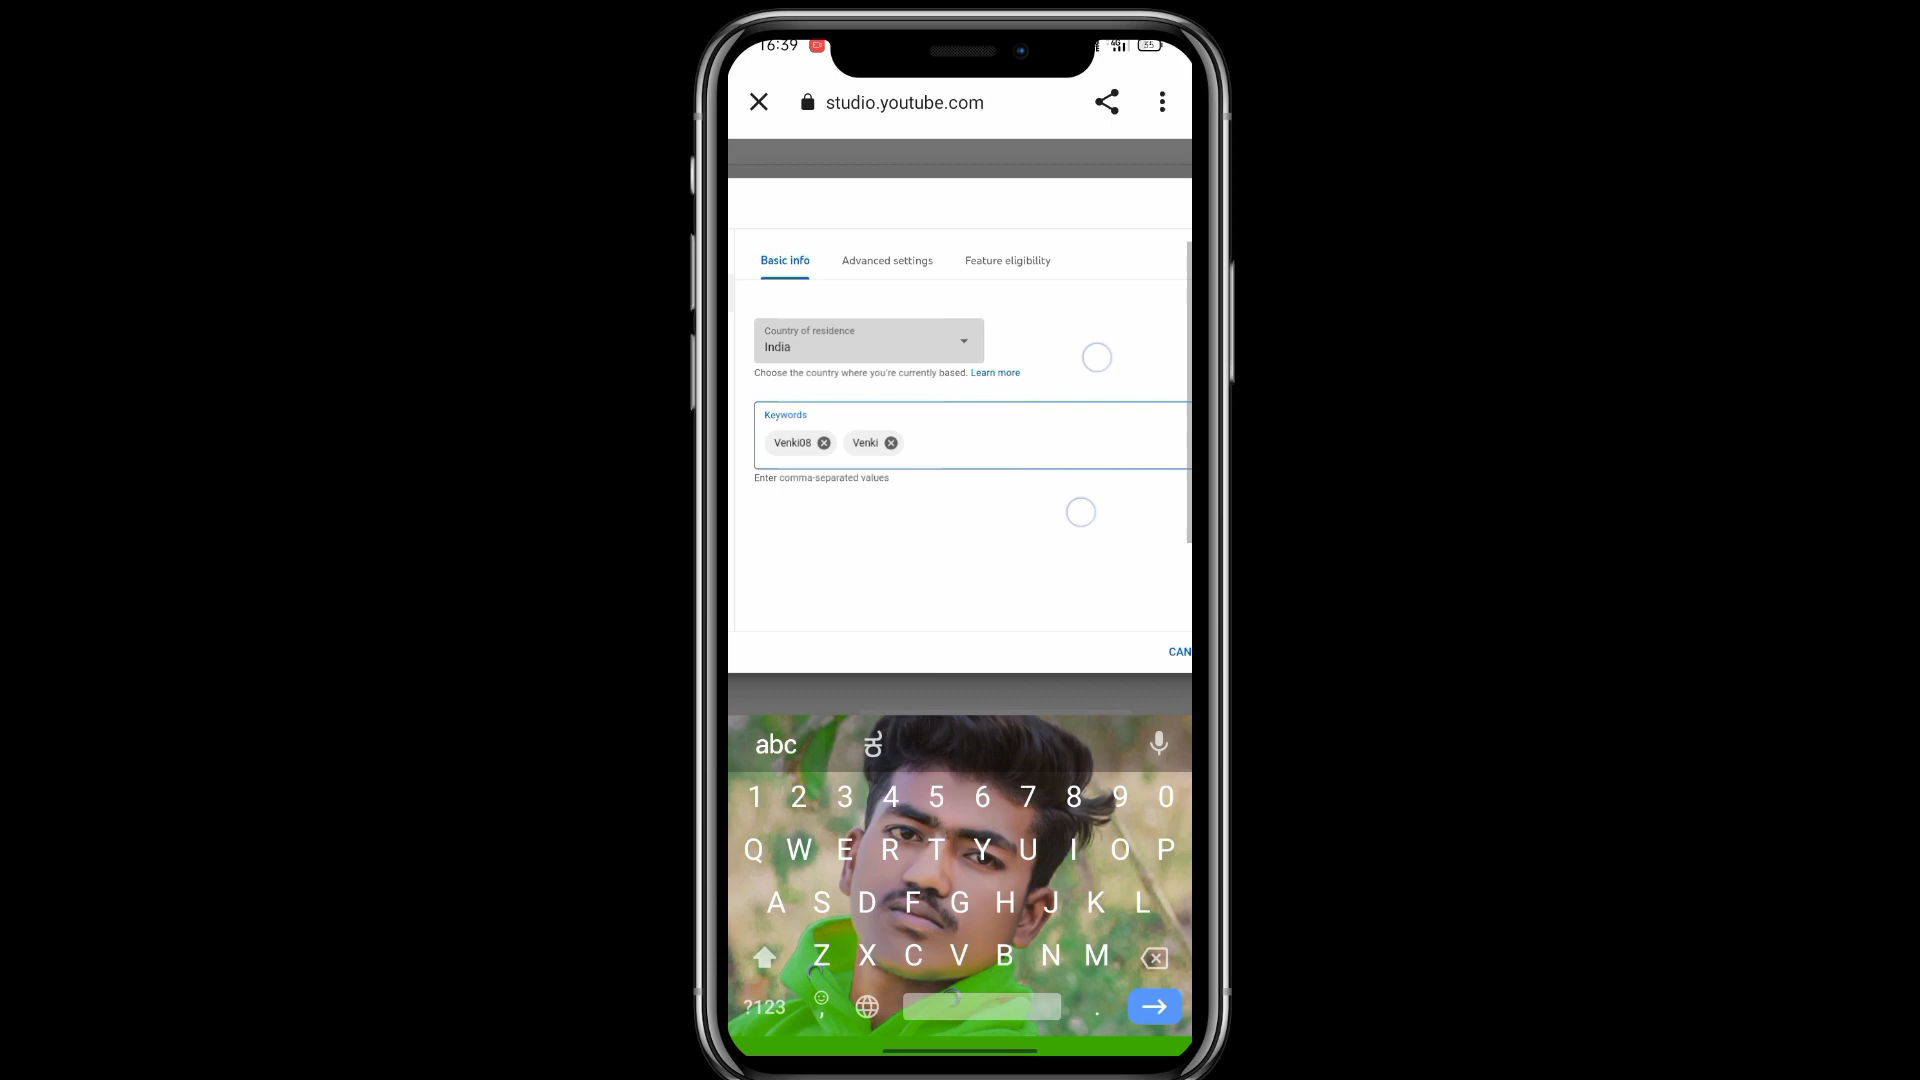 16:39 4G 35
studio.youtube.com
Basic info Advanced settings Feature eligibility
Country of residence
India
Choose the country where you're currently based. Learn more
Keywords
Venki08 Venki
Enter comma-separated values
CAN
abc ಕ
1 2 3 4 5 6 7 8 9 0
Q W E R T Y U I O P
A S D F G H J K L
Z X C V B N M
?123 , .